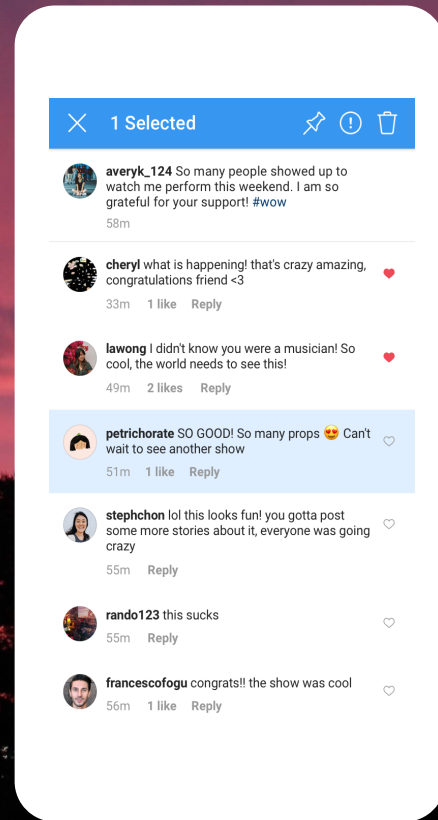 1 Selected
averyk_124 So many people showed up to
watch me perform this weekend. I am so
grateful for your support! #wow
58m
cheryl what is happening! that's crazy amazing,
congratulations friend <3
33m 1 like Reply
lawong I didn't know you were a musician! So
cool, the world needs to see this!
49m 2 likes Reply
petrichorate SO GOOD! So many props 😍 Can't
wait to see another show
51m 1 like Reply
stephchon lol this looks fun! you gotta post
some more stories about it, everyone was going
crazy
55m Reply
rando123 this sucks
55m Reply
francescofogu congrats!! the show was cool
56m 1 like Reply